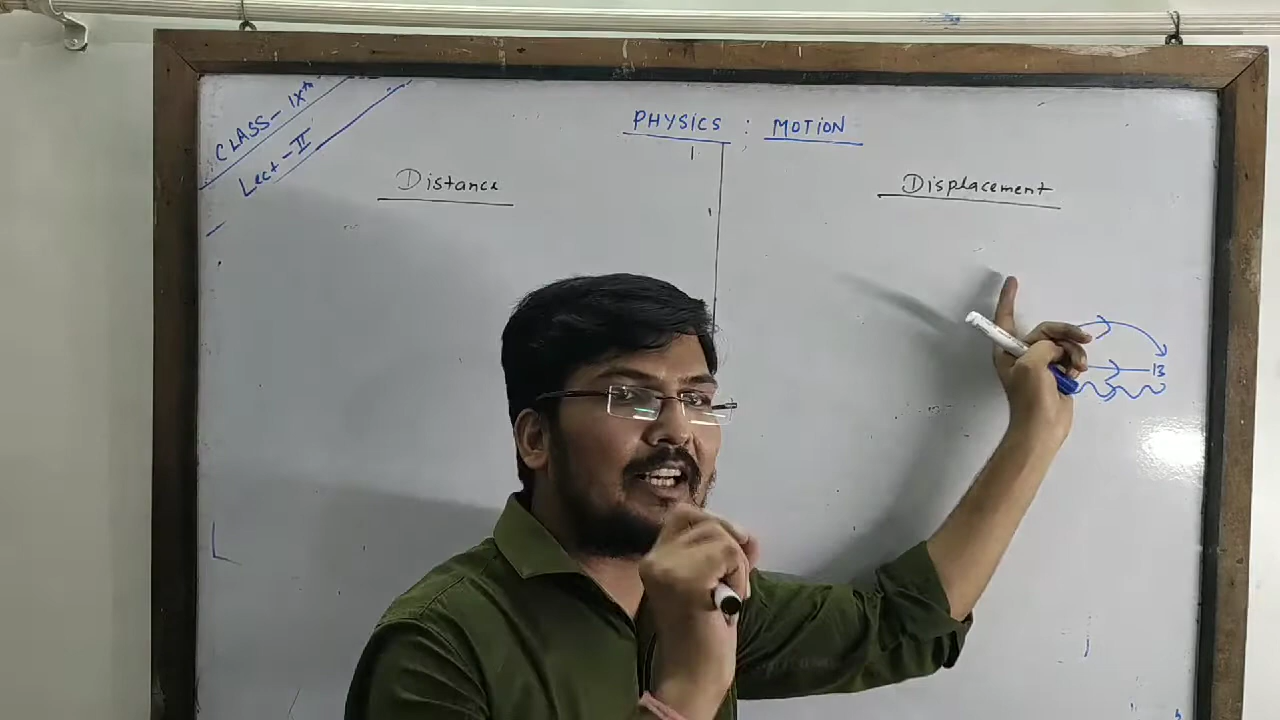 CLASS - IXth
Lect - II
PHYSICS : MOTION
Distance
Displacement
B